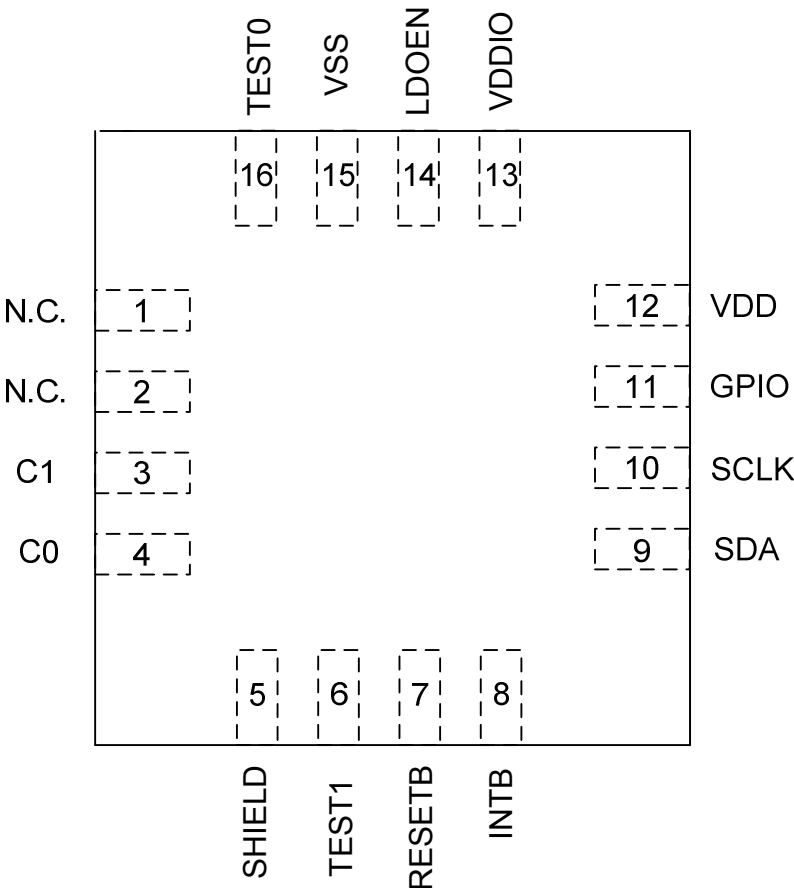 TEST0 VSS LDOEN VDDIO
16 15 14 13
N.C. 1 12 VDD
N.C. 2 11 GPIO
C1 3 10 SCLK
C0 4 9 SDA
5 6 7 8
SHIELD TEST1 RESETB INTB